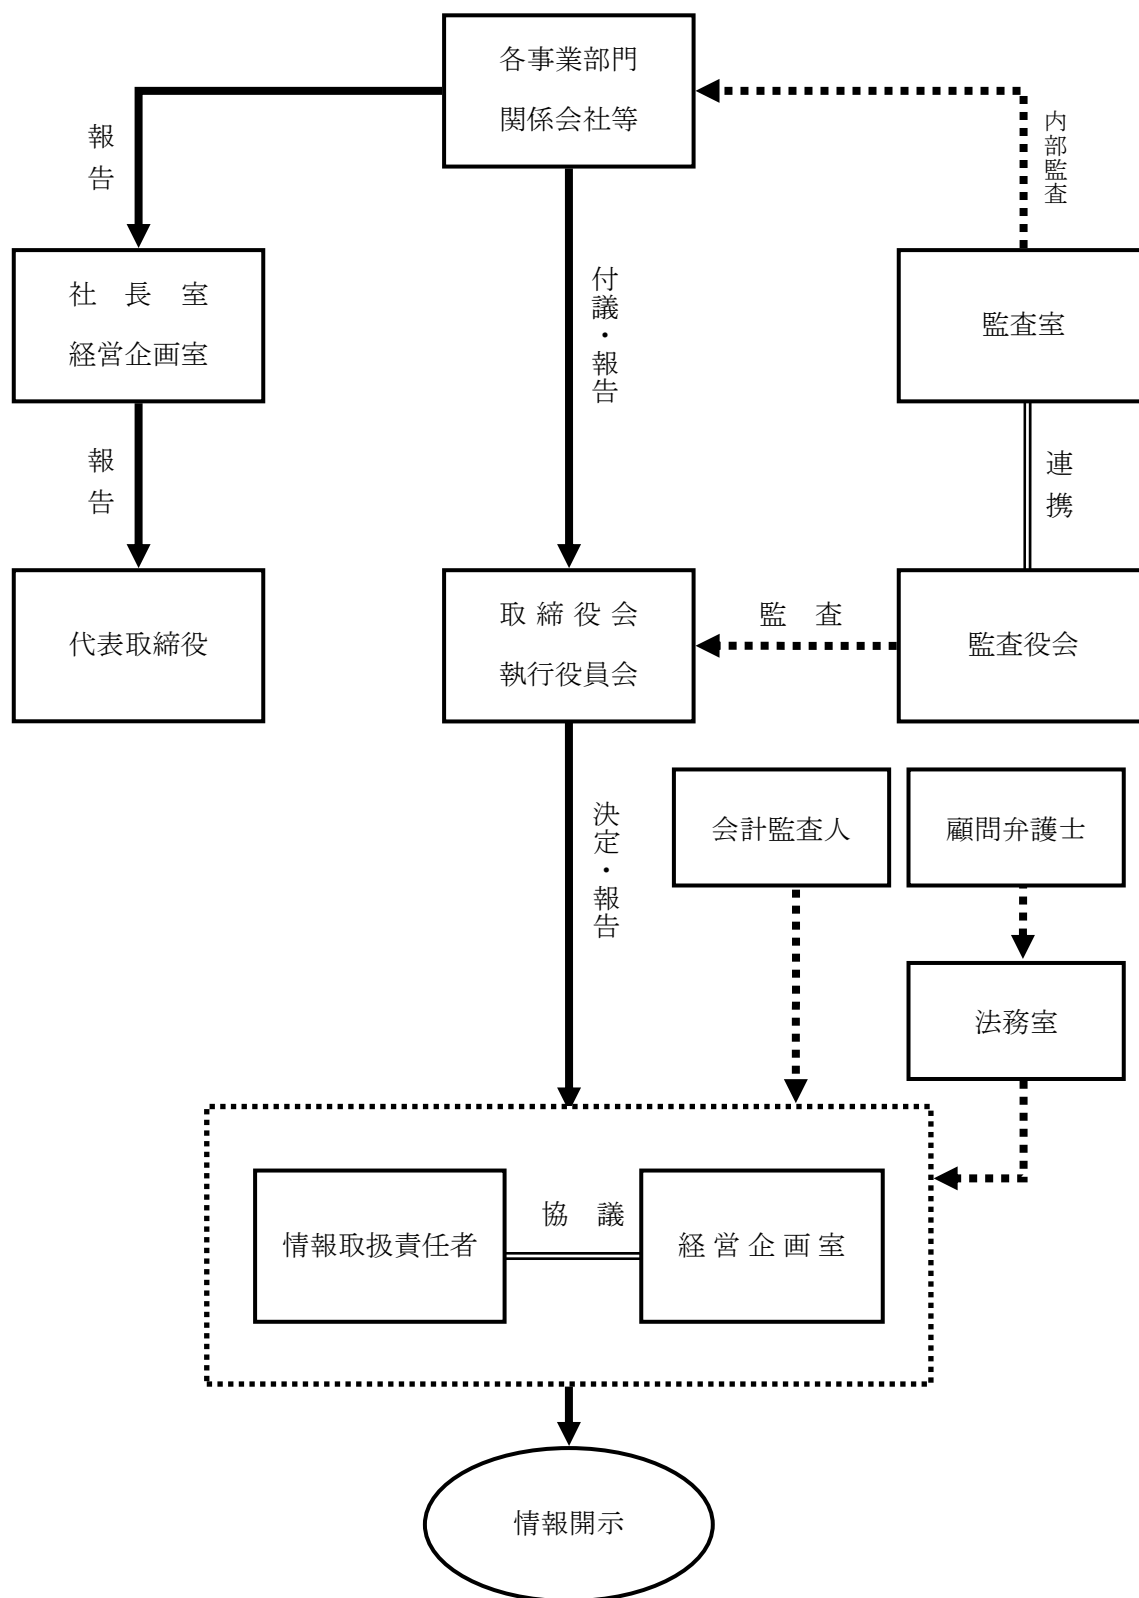 各事業部門
関係会社等
報告
内部監査
社　長　室
経営企画室
付議・報告
監査室
報告
連携
代表取締役
取 締 役 会
執行役員会
監　査
監査役会
決定・報告
会計監査人
顧問弁護士
法務室
情報取扱責任者
協　議
経 営 企 画 室
情報開示